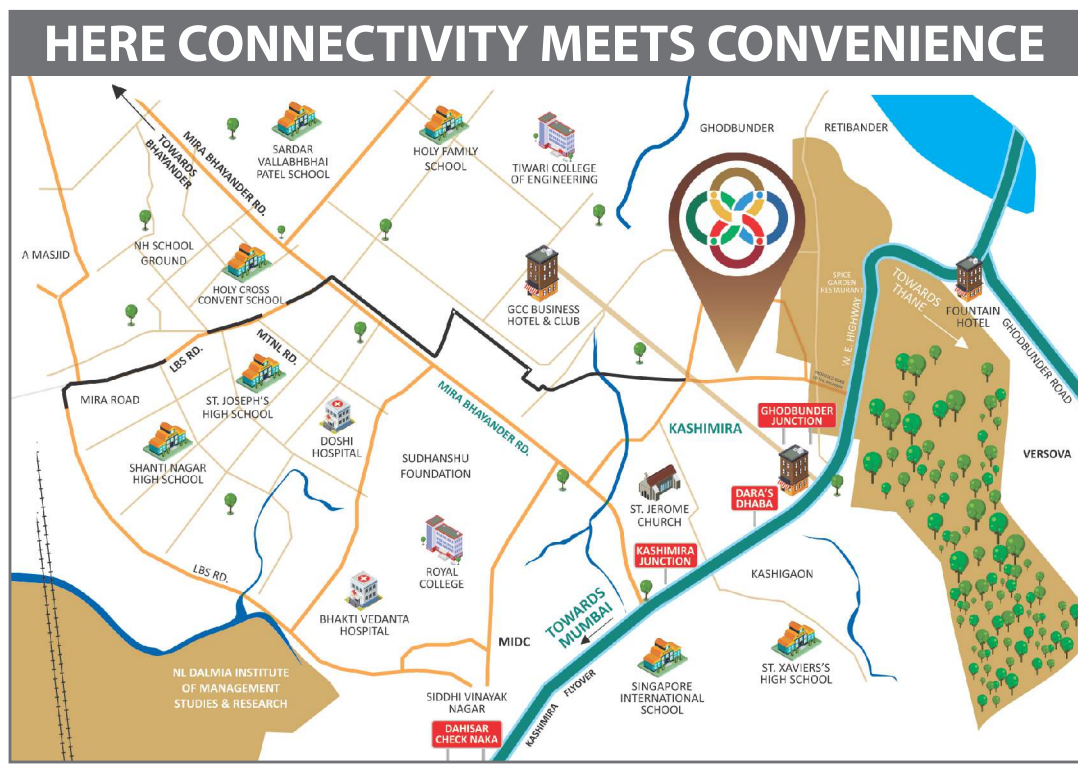 HERE CONNECTIVITY MEETS CONVENIENCE
TOWARDS
BHAYANDER
MIRA BHAYANDER RD.
SARDAR
VALLABHBHAI
PATEL SCHOOL
HOLY FAMILY
SCHOOL
TIWARI COLLEGE
OF ENGINEERING
GHODBUNDER
RETIBANDER
A MASJID
NH SCHOOL
GROUND
HOLY CROSS
CONVENT SCHOOL
GCC BUSINESS
HOTEL & CLUB
SPICE
GARDEN
RESTAURANT
W. E. HIGHWAY
TOWARDS
THANE
FOUNTAIN
HOTEL
GHODBUNDER ROAD
LBS RD.
MTNL RD.
MIRA ROAD
ST. JOSEPH'S
HIGH SCHOOL
MIRA BHAYANDER RD.
KASHIMIRA
GHODBUNDER
JUNCTION
DOSHI
HOSPITAL
SUDHANSHU
FOUNDATION
SHANTI NAGAR
HIGH SCHOOL
VERSOVA
DARA'S
DHABA
ST. JEROME
CHURCH
KASHIMIRA
JUNCTION
KASHIGAON
ROYAL
COLLEGE
LBS RD.
BHAKTI VEDANTA
HOSPITAL
TOWARDS
MUMBAI
MIDC
NL DALMIA INSTITUTE
OF MANAGEMENT
STUDIES & RESEARCH
SIDDHI VINAYAK
NAGAR
KASHIMIRA FLYOVER
SINGAPORE
INTERNATIONAL
SCHOOL
ST. XAVIERS'S
HIGH SCHOOL
DAHISAR
CHECK NAKA